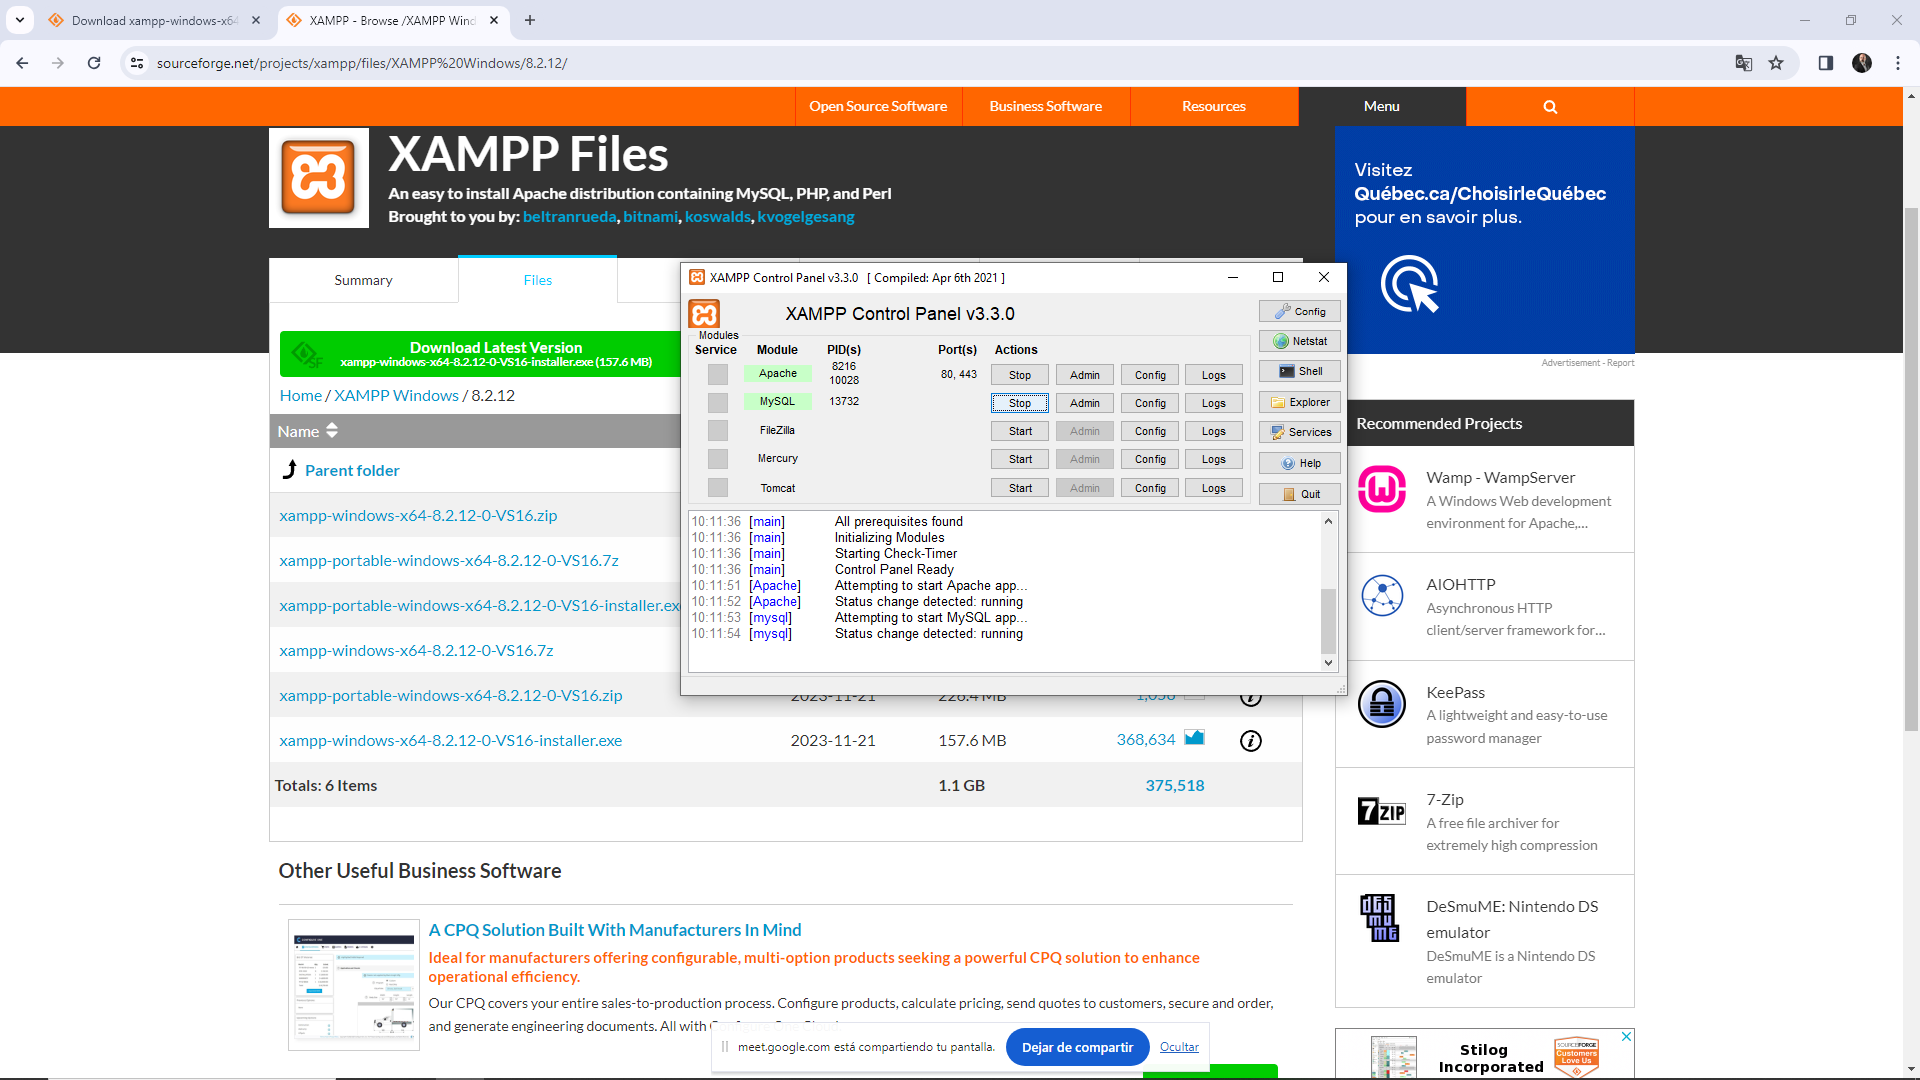 Download xampp-windows-x64
XAMPP - Browse /XAMPP Wind
sourceforge.net/projects/xampp/files/XAMPP%20Windows/8.2.12/
Open Source Software
Business Software
Resources
Menu
XAMPP Files
An easy to install Apache distribution containing MySQL, PHP, and Perl
Brought to you by: beltranrueda, bitnami, koswalds, kvogelgesang
Visitez
Québec.ca/ChoisirleQuébec
pour en savoir plus.
Advertisement - Report
Summary
Files
Download Latest Version
xampp-windows-x64-8.2.12-0-VS16-installer.exe (157.6 MB)
Home / XAMPP Windows / 8.2.12
Name
Parent folder
xampp-windows-x64-8.2.12-0-VS16.zip
xampp-portable-windows-x64-8.2.12-0-VS16.7z
xampp-portable-windows-x64-8.2.12-0-VS16-installer.exe
xampp-windows-x64-8.2.12-0-VS16.7z
xampp-portable-windows-x64-8.2.12-0-VS16.zip 2023-11-21 226.4 MB 1,056
xampp-windows-x64-8.2.12-0-VS16-installer.exe 2023-11-21 157.6 MB 368,634
Totals: 6 Items 1.1 GB 375,518
XAMPP Control Panel v3.3.0 [ Compiled: Apr 6th 2021 ]
XAMPP Control Panel v3.3.0
Modules
Service Module PID(s) Port(s) Actions
Apache 8216 10028 80, 443 Stop Admin Config Logs
MySQL 13732 Stop Admin Config Logs
FileZilla Start Admin Config Logs
Mercury Start Admin Config Logs
Tomcat Start Admin Config Logs
Config
Netstat
Shell
Explorer
Services
Help
Quit
10:11:36 [main] All prerequisites found
10:11:36 [main] Initializing Modules
10:11:36 [main] Starting Check-Timer
10:11:36 [main] Control Panel Ready
10:11:51 [Apache] Attempting to start Apache app...
10:11:52 [Apache] Status change detected: running
10:11:53 [mysql] Attempting to start MySQL app...
10:11:54 [mysql] Status change detected: running
Recommended Projects
Wamp - WampServer
A Windows Web development
environment for Apache,...
AIOHTTP
Asynchronous HTTP
client/server framework for...
KeePass
A lightweight and easy-to-use
password manager
7ZIP
7-Zip
A free file archiver for
extremely high compression
DeSmuME
DeSmuME: Nintendo DS
emulator
DeSmuME is a Nintendo DS
emulator
Other Useful Business Software
A CPQ Solution Built With Manufacturers In Mind
Ideal for manufacturers offering configurable, multi-option products seeking a powerful CPQ solution to enhance
operational efficiency.
Our CPQ covers your entire sales-to-production process. Configure products, calculate pricing, send quotes to customers, secure and order,
and generate engineering documents. All with
meet.google.com está compartiendo tu pantalla.
Dejar de compartir
Ocultar
Stilog
Incorporated
SOURCEFORGE
Customers
Love Us